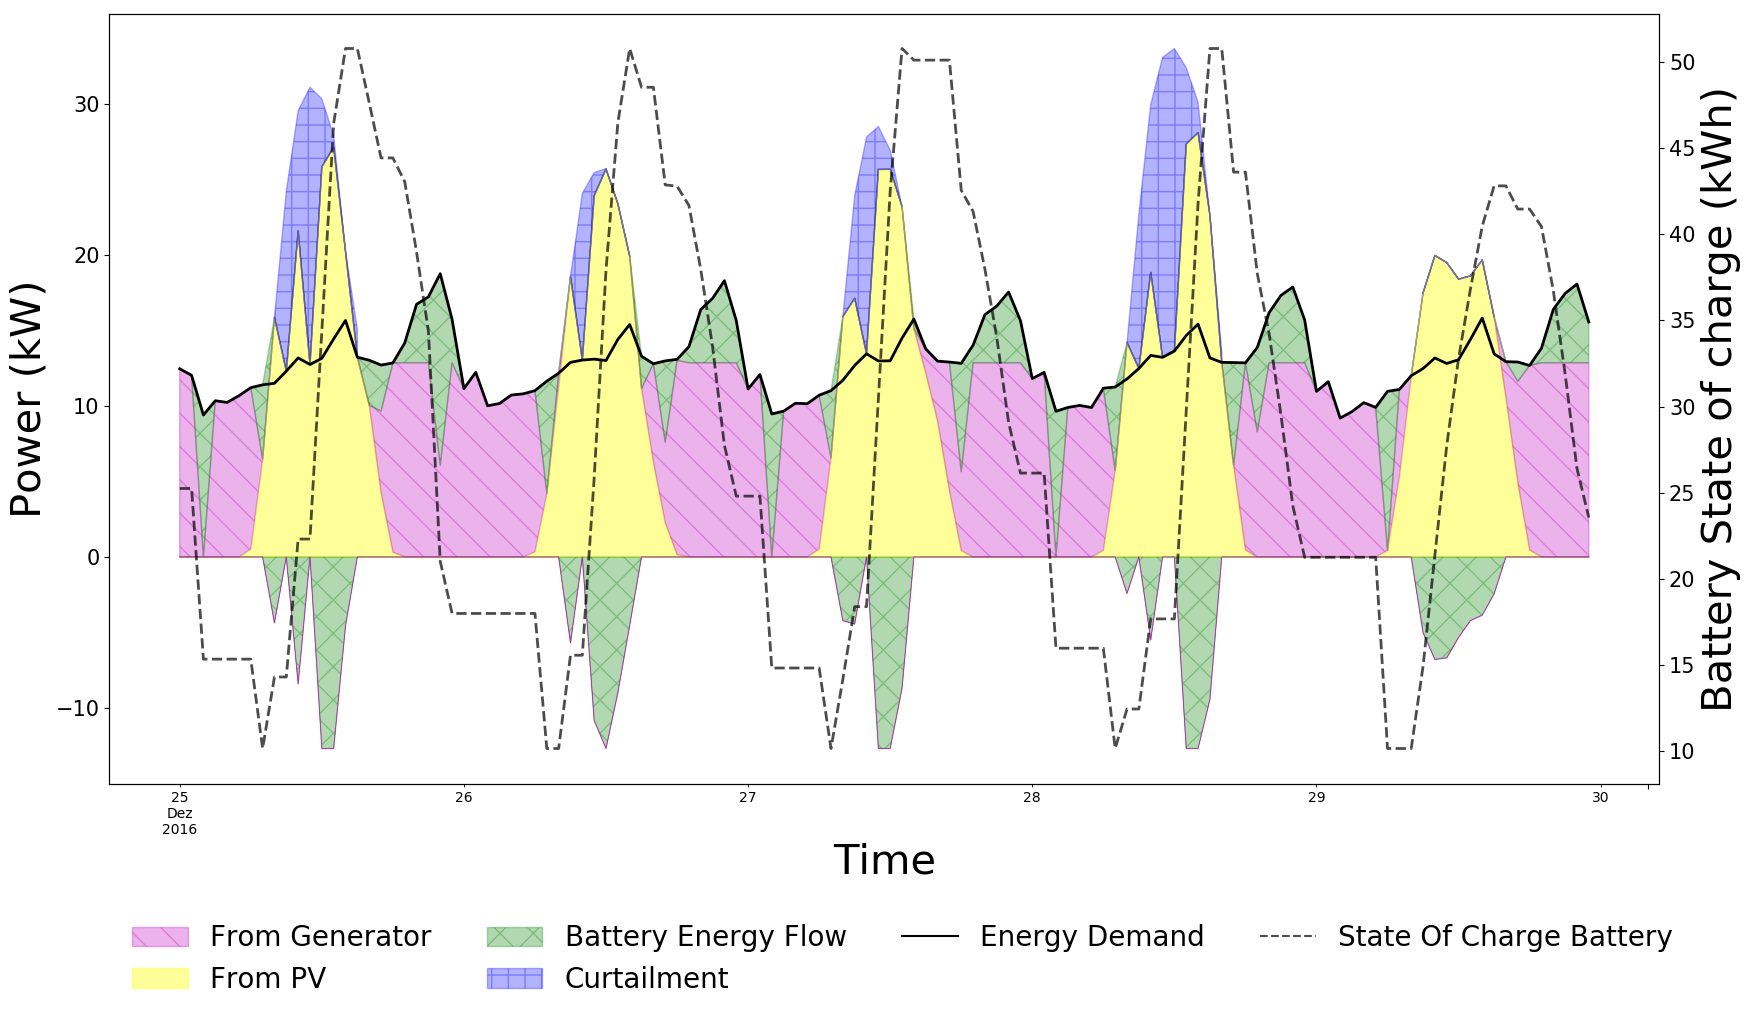 Power (kW)
30
20
10
0
−10
50
45
40
35
30
25
20
15
10
Battery State of charge (kWh)
25 26 27 28 29 30
Dez
2016
Time
From Generator Battery Energy Flow Energy Demand State Of Charge Battery
From PV Curtailment